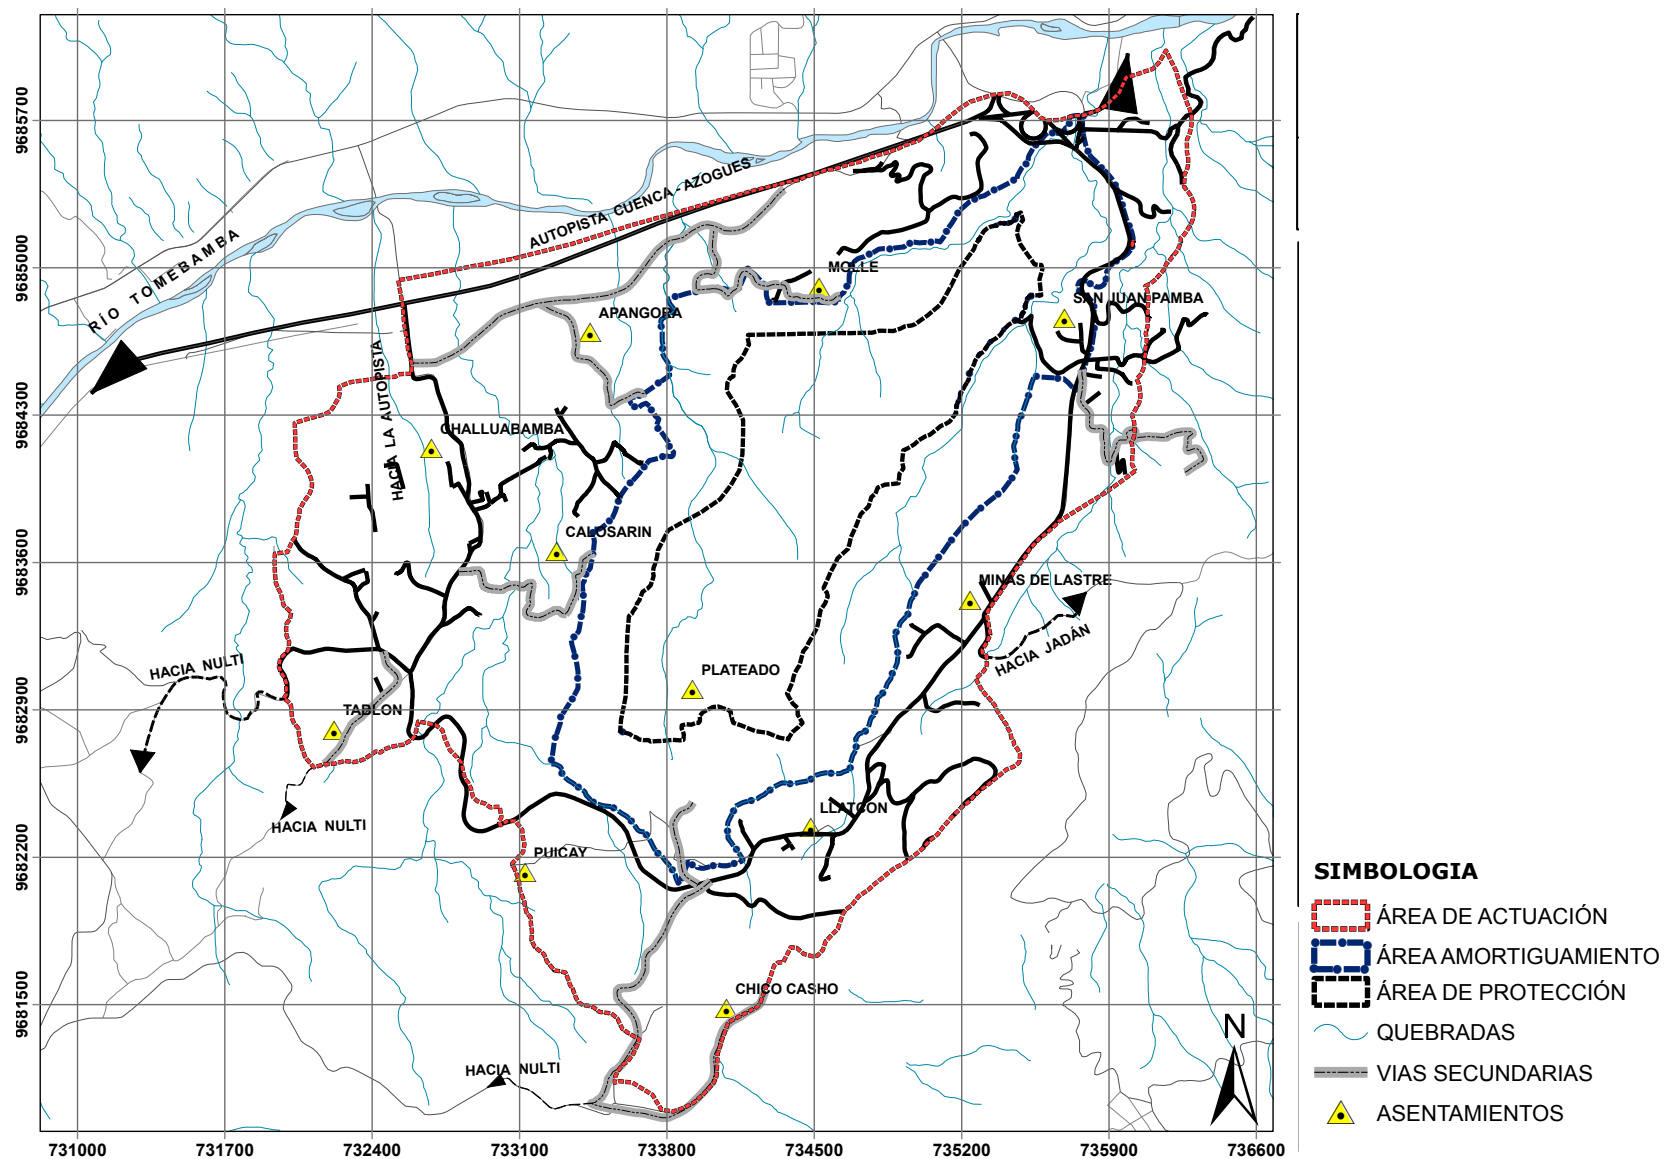 9685700
9685000
9684300
9683600
9682900
9682200
9681500
RÍO TOMEBAMBA
AUTOPISTA CUENCA - AZOGUES
MOLLE
SAN JUAN PAMBA
APANGORA
HACIA LA AUTOPISTA
CHALLUABAMBA
CALOSARIN
MINAS DE LASTRE
HACIA JADÁN
HACIA NULTI
PLATEADO
TABLON
HACIA NULTI
LLATCON
PUICAY
CHICO CASHO
HACIA NULTI
N
731000 731700 732400 733100 733800 734500 735200 735900 736600
SIMBOLOGIA
ÁREA DE ACTUACIÓN
ÁREA AMORTIGUAMIENTO
ÁREA DE PROTECCIÓN
QUEBRADAS
VIAS SECUNDARIAS
ASENTAMIENTOS